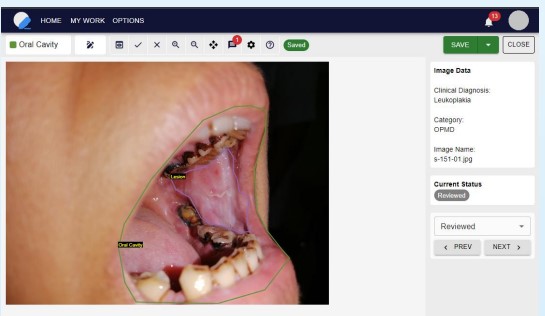 HOME MY WORK OPTIONS
13
Oral Cavity
1
Saved
SAVE
CLOSE
Lesion
Oral Cavity
Image Data
Clinical Diagnosis:
Leukoplakia
Category:
OPMD
Image Name:
s-151-01.jpg
Current Status
Reviewed
Reviewed
PREV
NEXT